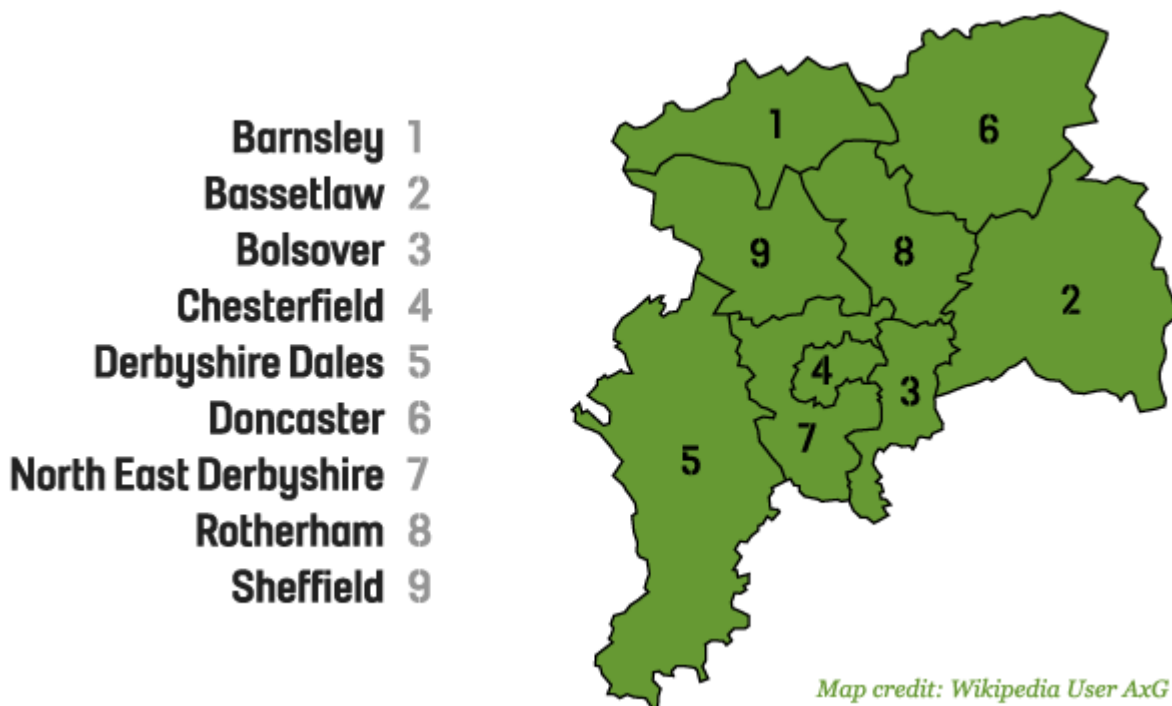 Barnsley 1
Bassetlaw 2
Bolsover 3
Chesterfield 4
Derbyshire Dales 5
Doncaster 6
North East Derbyshire 7
Rotherham 8
Sheffield 9
1
6
9
8
2
4
3
7
5
Map credit: Wikipedia User AxG